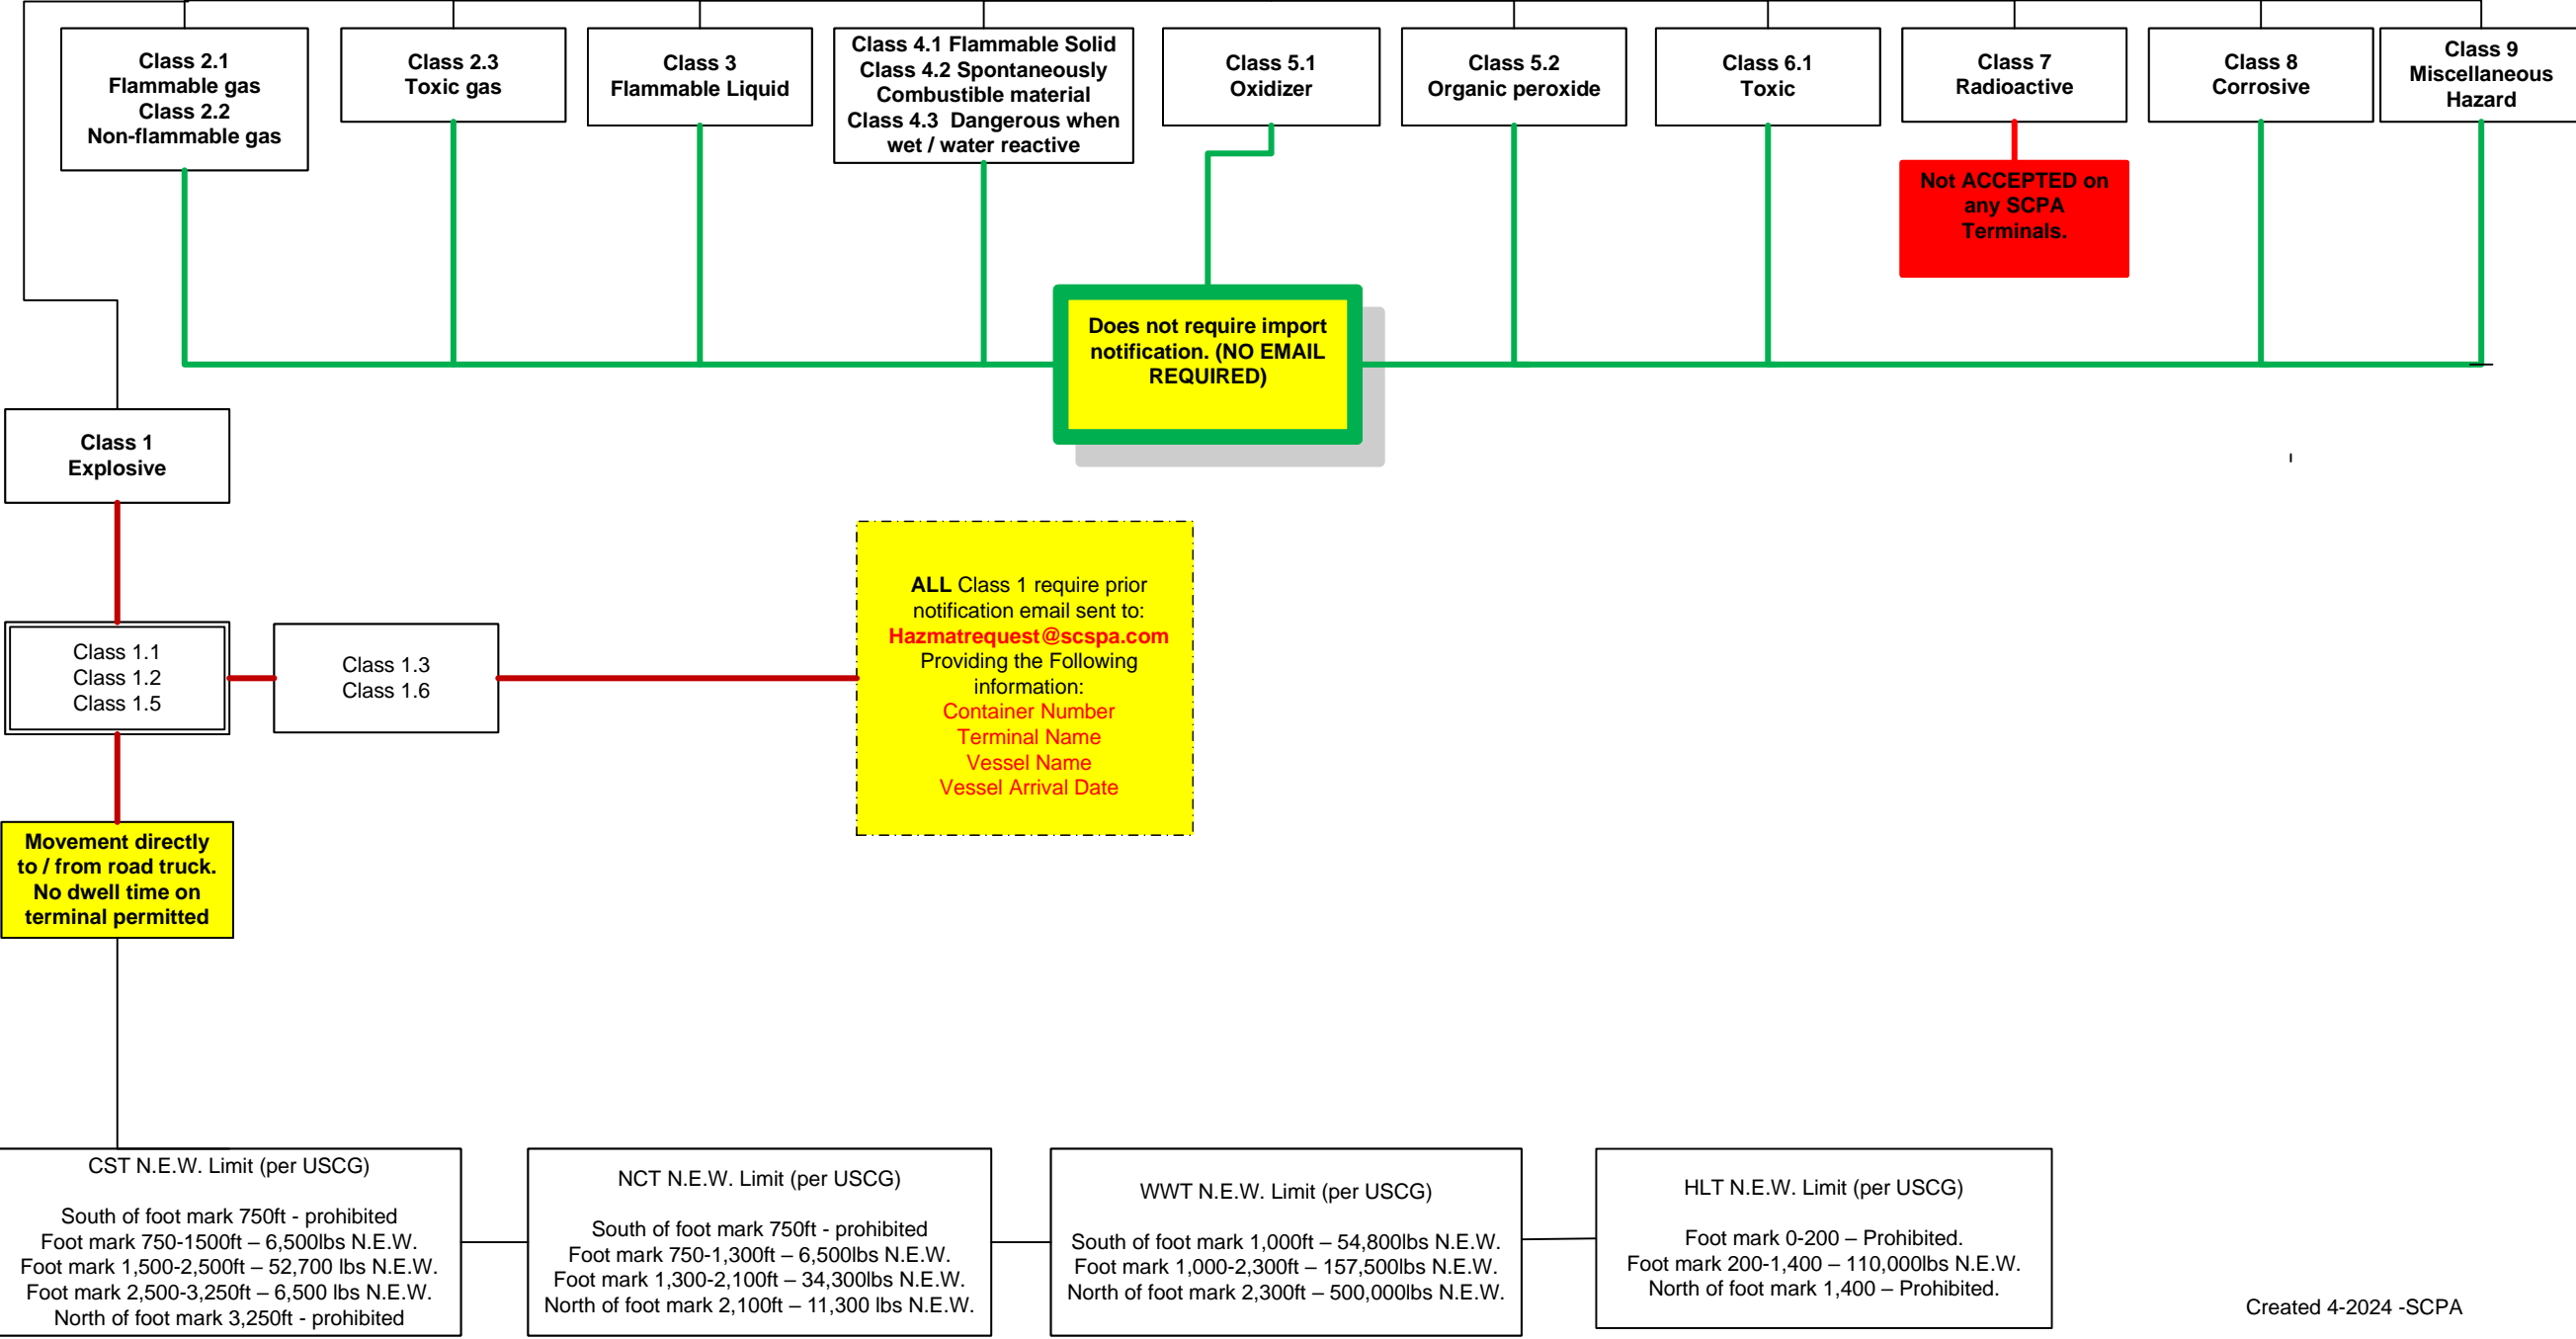 Class 2.1
Flammable gas
Class 2.2
Non-flammable gas
Class 2.3
Toxic gas
Class 3
Flammable Liquid
Class 4.1 Flammable Solid
Class 4.2 Spontaneously
Combustible material
Class 4.3  Dangerous when
wet / water reactive
Class 5.1
Oxidizer
Class 5.2
Organic peroxide
Class 6.1
Toxic
Class 7
Radioactive
Class 8
Corrosive
Class 9
Miscellaneous
Hazard
Not ACCEPTED on
any SCPA
Terminals.
Does not require import
notification. (NO EMAIL
REQUIRED)
Class 1
Explosive
Class 1.1
Class 1.2
Class 1.5
Class 1.3
Class 1.6
ALL Class 1 require prior
notification email sent to:
Hazmatrequest@scspa.com
Providing the Following
information:
Container Number
Terminal Name
Vessel Name
Vessel Arrival Date
Movement directly
to / from road truck.
No dwell time on
terminal permitted
CST N.E.W. Limit (per USCG)
South of foot mark 750ft - prohibited
Foot mark 750-1500ft – 6,500lbs N.E.W.
Foot mark 1,500-2,500ft – 52,700 lbs N.E.W.
Foot mark 2,500-3,250ft – 6,500 lbs N.E.W.
North of foot mark 3,250ft - prohibited
NCT N.E.W. Limit (per USCG)
South of foot mark 750ft - prohibited
Foot mark 750-1,300ft – 6,500lbs N.E.W.
Foot mark 1,300-2,100ft – 34,300lbs N.E.W.
North of foot mark 2,100ft – 11,300 lbs N.E.W.
WWT N.E.W. Limit (per USCG)
South of foot mark 1,000ft – 54,800lbs N.E.W.
Foot mark 1,000-2,300ft – 157,500lbs N.E.W.
North of foot mark 2,300ft – 500,000lbs N.E.W.
HLT N.E.W. Limit (per USCG)
Foot mark 0-200 – Prohibited.
Foot mark 200-1,400 – 110,000lbs N.E.W.
North of foot mark 1,400 – Prohibited.
Created 4-2024 -SCPA